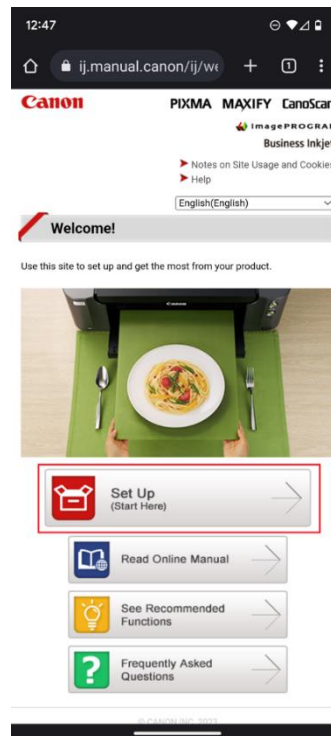 12:47
ij.manual.canon/ij/we
1
Canon
PIXMA MAXIFY CanoScan
imagePROGRAF
Business Inkjet
Notes on Site Usage and Cookies
Help
English(English)
Welcome!
Use this site to set up and get the most from your product.
Canon
Set Up
(Start Here)
Read Online Manual
See Recommended
Functions
?
Frequently Asked
Questions
© CANON INC. 2023